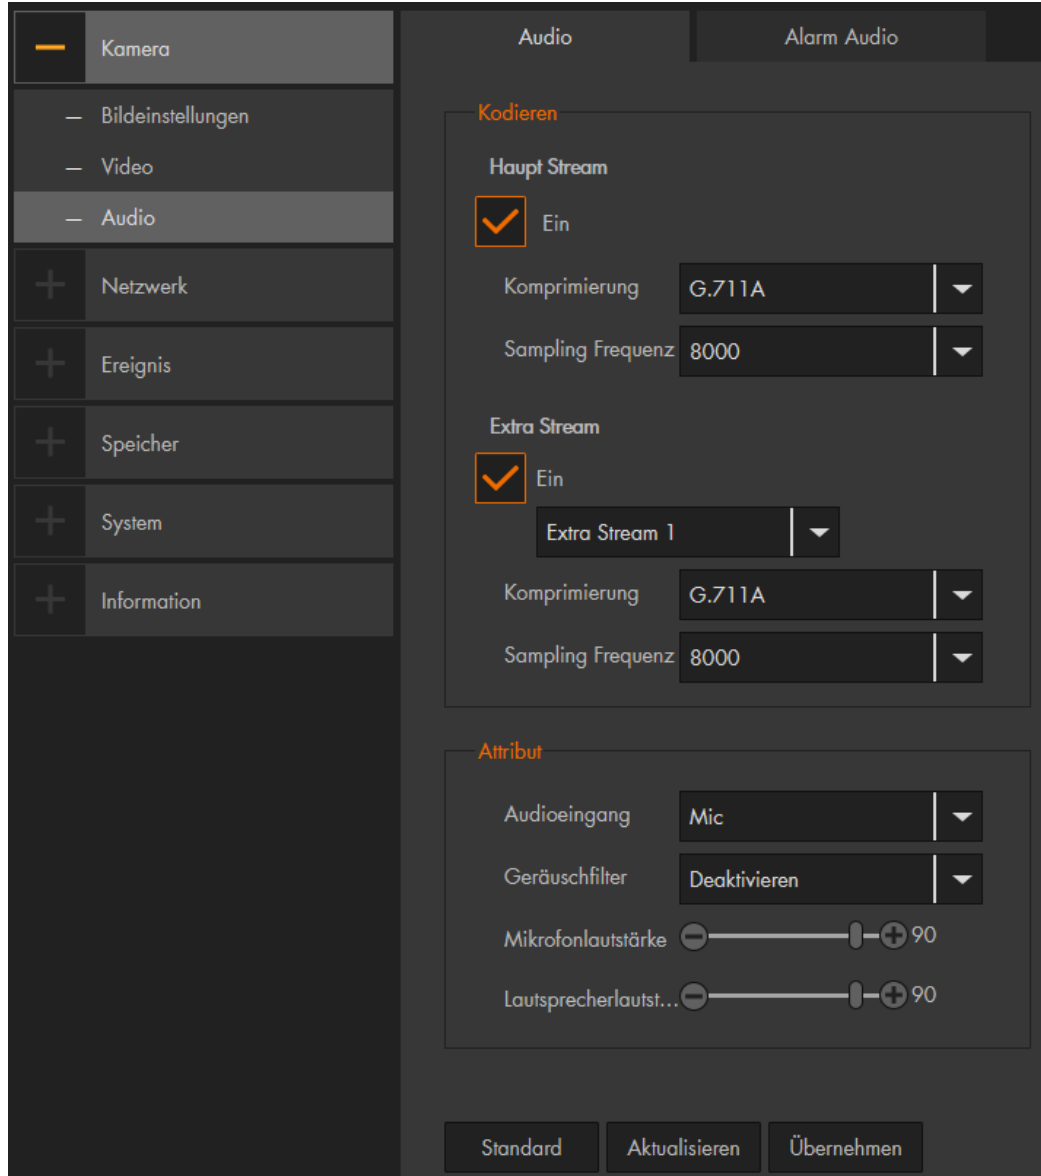 Kamera
Bildeinstellungen
Video
Audio
Netzwerk
Ereignis
Speicher
System
Information
Audio
Alarm Audio
Kodieren
Haupt Stream
Ein
Komprimierung G.711A
Sampling Frequenz 8000
Extra Stream
Ein
Extra Stream 1
Komprimierung G.711A
Sampling Frequenz 8000
Attribut
Audioeingang Mic
Geräuschfilter Deaktivieren
Mikrofonlautstärke 90
Lautsprecherlautst... 90
Standard Aktualisieren Übernehmen